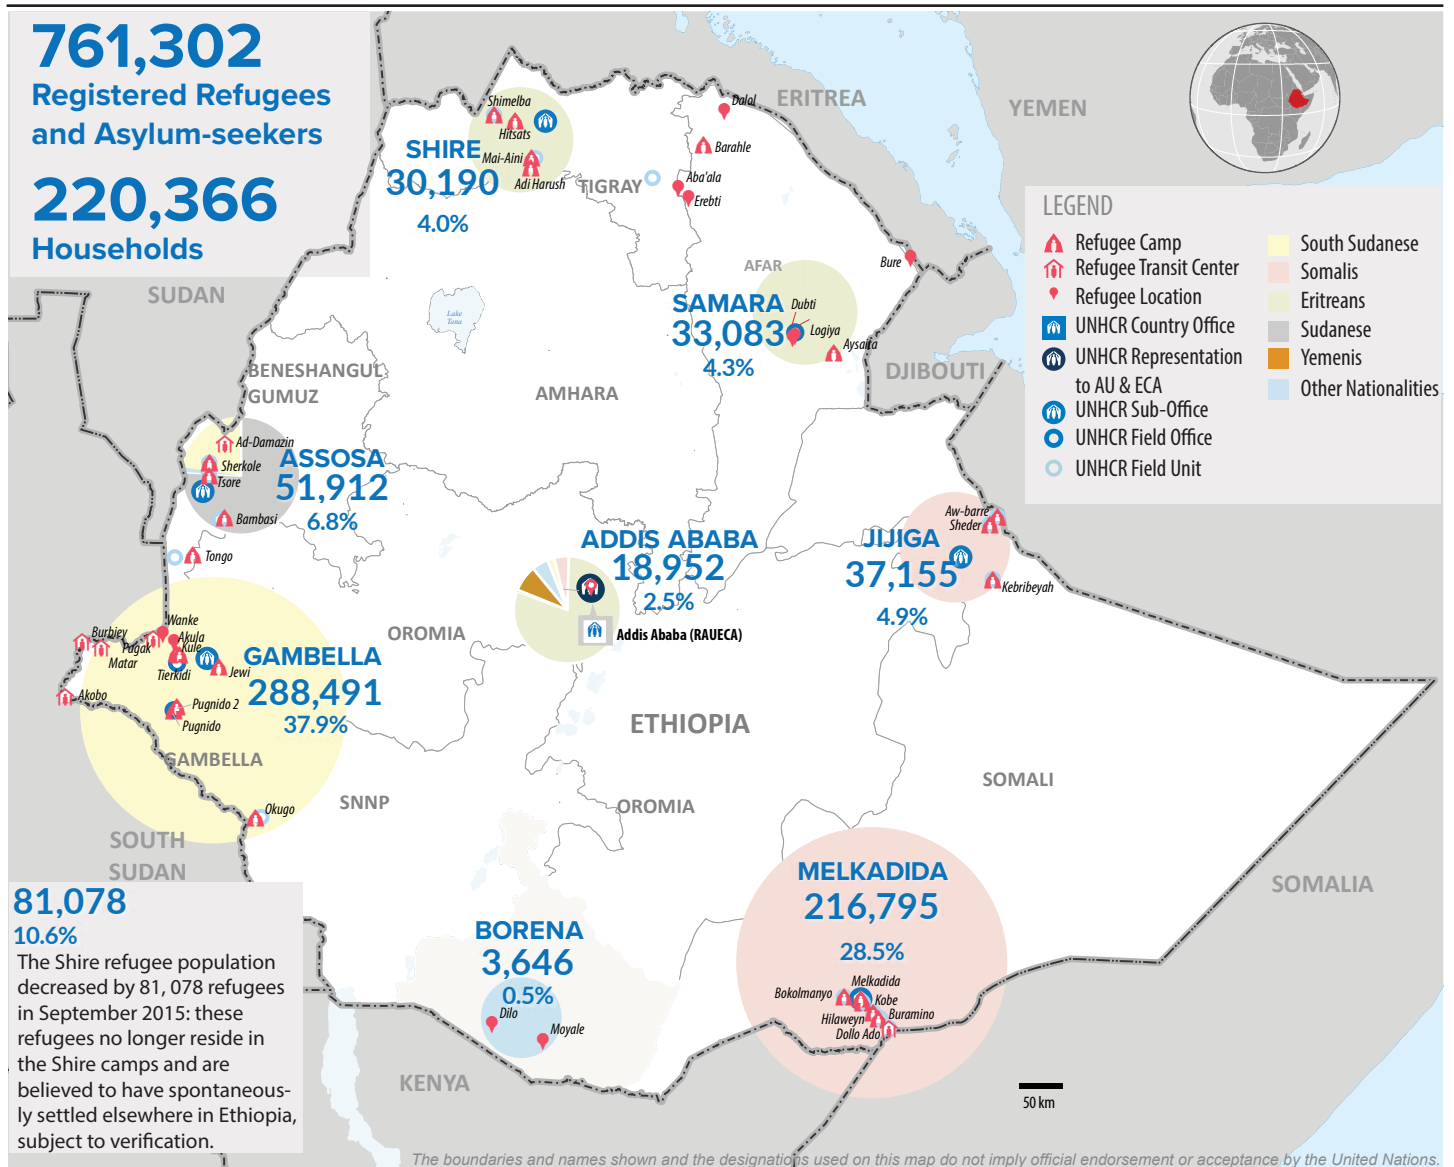 761,302
Registered Refugees
and Asylum-seekers
220,366
Households
SUDAN
ERITREA
YEMEN
Shimelba
Hitsats
SHIRE
30,190
4.0%
Mai-Aini
Adi Harush
TIGRAY
Dalol
Barahle
Aba'ala
Erebti
Bure
AFAR
SAMARA
33,083
4.3%
Dubti
Logiya
Aysaita
DJIBOUTI
LEGEND
Refugee Camp
Refugee Transit Center
Refugee Location
UNHCR Country Office
UNHCR Representation
to AU & ECA
UNHCR Sub-Office
UNHCR Field Office
UNHCR Field Unit
South Sudanese
Somalis
Eritreans
Sudanese
Yemenis
Other Nationalities
Lake
Tana
BENESHANGUL
GUMUZ
AMHARA
Ad-Damazin
Sherkole
Tsore
Bambasi
ASSOSA
51,912
6.8%
Tongo
ADDIS ABABA
18,952
2.5%
Addis Ababa (RAUECA)
Aw-barre
Sheder
JIJIGA
37,155
4.9%
Kebribeyah
Wanke
Burbiey
Pagak
Akula
Kule
Matar
Tierkidi
Jewi
Akobo
Pugnido 2
Pugnido
GAMBELLA
288,491
37.9%
GAMBELLA
Okugo
OROMIA
ETHIOPIA
SNNP
OROMIA
SOMALI
SOUTH
SUDAN
SOMALIA
81,078
10.6%
The Shire refugee population
decreased by 81, 078 refugees
in September 2015: these
refugees no longer reside in
the Shire camps and are
believed to have spontaneous-
ly settled elsewhere in Ethiopia,
subject to verification.
BORENA
3,646
0.5%
Dilo
Moyale
MELKADIDA
216,795
28.5%
Melkadida
Bokolmanyo
Kobe
Hilaweyn
Buramino
Dollo Ado
KENYA
50 km
The boundaries and names shown and the designations used on this map do not imply official endorsement or acceptance by the United Nations.